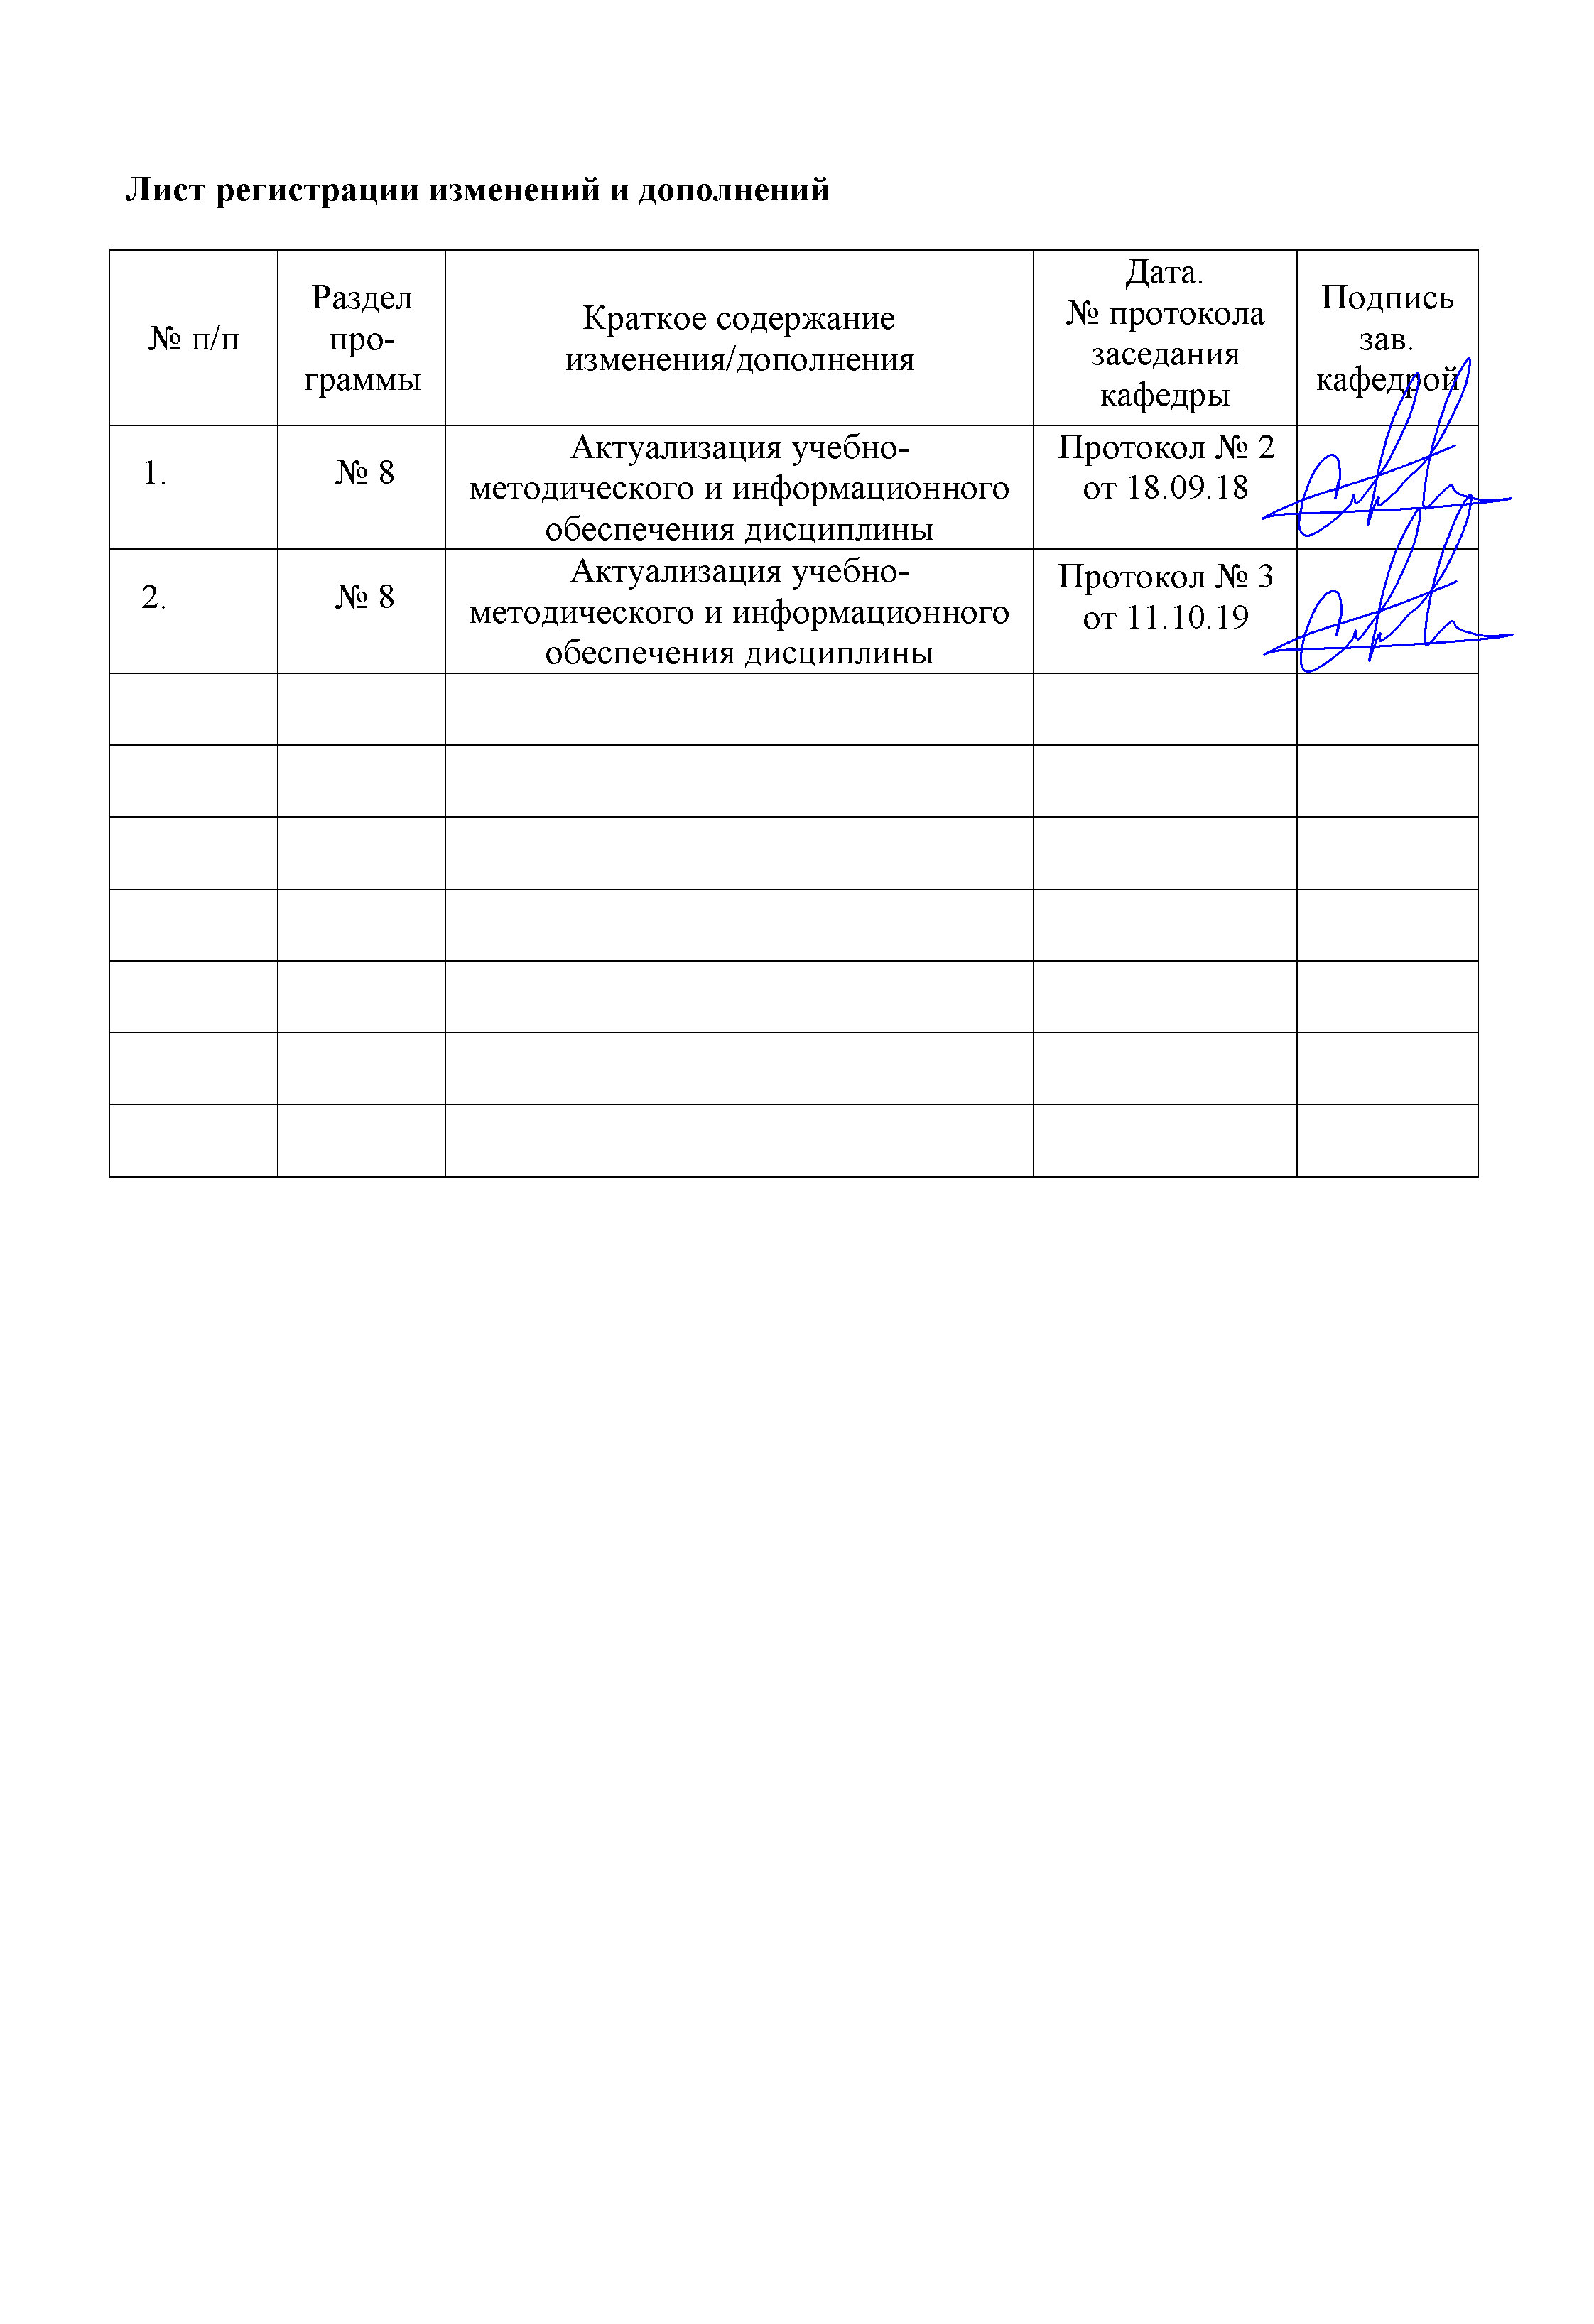 Лист регистрации изменений и дополнений
№ п/п
Раздел
про-
граммы
Краткое содержание
изменения/дополнения
Дата.
№ протокола
заседания
кафедры
Подпись
зав.
кафедрой
1.
№ 8
Актуализация учебно-
методического и информационного
обеспечения дисциплины
Протокол № 2
от 18.09.18
2.
№ 8
Актуализация учебно-
методического и информационного
обеспечения дисциплины
Протокол № 3
от 11.10.19